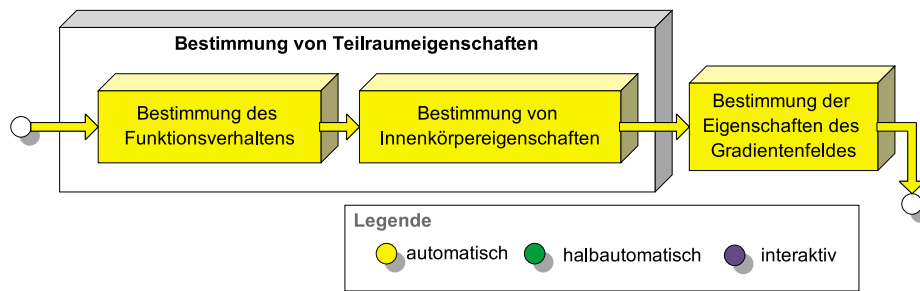 Bestimmung von Teilraumeigenschaften
Bestimmung des
Funktionsverhaltens
Bestimmung von
Innenkörpereigenschaften
Bestimmung der
Eigenschaften des
Gradientenfeldes
Legende
automatisch
halbautomatisch
interaktiv